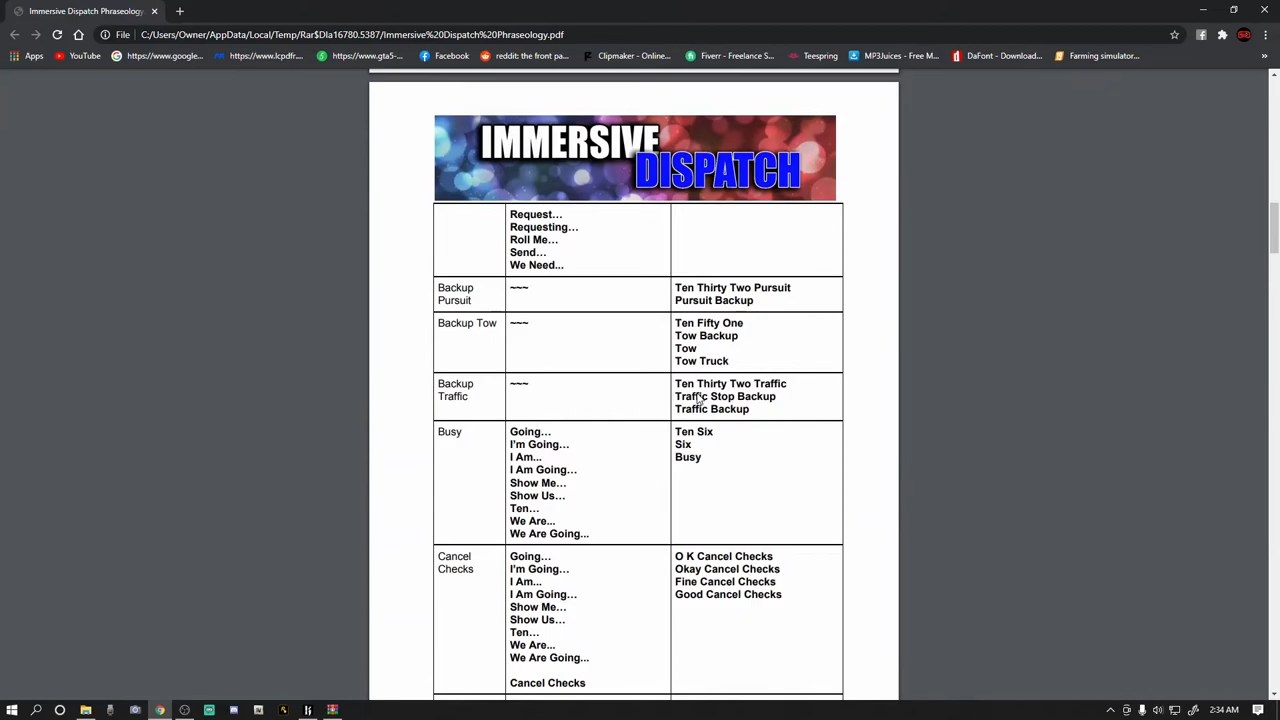 Immersive Dispatch Phraseology
File
C:/Users/Owner/AppData/Local/Temp/Rar$DIa16780.5387/Immersive%20Dispatch%20Phraseology.pdf
Apps
YouTube
https://www.google...
https://www.lcpdfr...
https://www.gta5-...
Facebook
reddit: the front pa...
Clipmaker - Online...
Fiverr - Freelance S...
Teespring
MP3Juices - Free M...
DaFont - Download...
Farming simulator...
IMMERSIVE
DISPATCH
Request…
Requesting…
Roll Me…
Send…
We Need...
Backup
Pursuit
~~~
Ten Thirty Two Pursuit
Pursuit Backup
Backup Tow
~~~
Ten Fifty One
Tow Backup
Tow
Tow Truck
Backup
Traffic
~~~
Ten Thirty Two Traffic
Traffic Stop Backup
Traffic Backup
Busy
Going…
I'm Going…
I Am...
I Am Going…
Show Me…
Show Us…
Ten…
We Are...
We Are Going...
Ten Six
Six
Busy
Cancel
Checks
Going…
I'm Going…
I Am...
I Am Going…
Show Me…
Show Us…
Ten…
We Are...
We Are Going...
Cancel Checks
O K Cancel Checks
Okay Cancel Checks
Fine Cancel Checks
Good Cancel Checks
2:34 AM